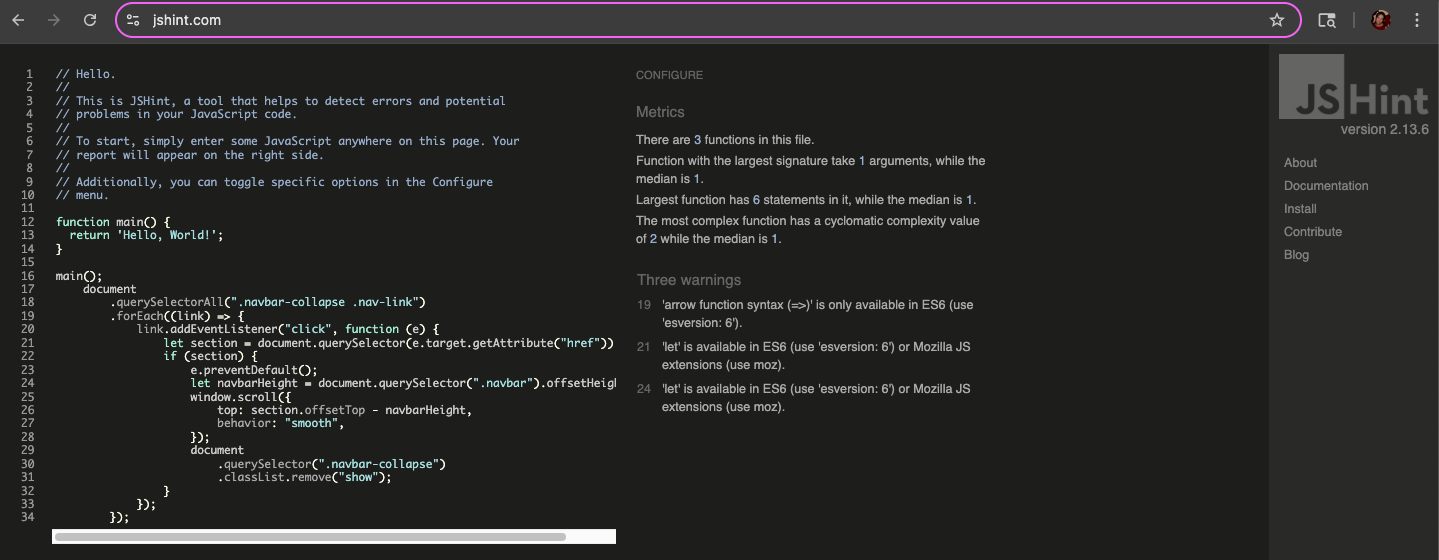 jshint.com
1 // Hello.
2 //
3 // This is JSHint, a tool that helps to detect errors and potential
4 // problems in your JavaScript code.
5 //
6 // To start, simply enter some JavaScript anywhere on this page. Your
7 // report will appear on the right side.
8 //
9 // Additionally, you can toggle specific options in the Configure
10 // menu.
11
12 function main() {
13   return 'Hello, World!';
14 }
15
16 main();
17     document
18         .querySelectorAll(".navbar-collapse .nav-link")
19         .forEach((link) => {
20             link.addEventListener("click", function (e) {
21                 let section = document.querySelector(e.target.getAttribute("href"))
22                 if (section) {
23                     e.preventDefault();
24                     let navbarHeight = document.querySelector(".navbar").offsetHeigh
25                     window.scroll({
26                         top: section.offsetTop - navbarHeight,
27                         behavior: "smooth",
28                     });
29                     document
30                         .querySelector(".navbar-collapse")
31                         .classList.remove("show");
32                 }
33             });
34         });
CONFIGURE
Metrics
There are 3 functions in this file.
Function with the largest signature take 1 arguments, while the
median is 1.
Largest function has 6 statements in it, while the median is 1.
The most complex function has a cyclomatic complexity value
of 2 while the median is 1.
Three warnings
19 'arrow function syntax (=>)' is only available in ES6 (use
'esversion: 6').
21 'let' is available in ES6 (use 'esversion: 6') or Mozilla JS
extensions (use moz).
24 'let' is available in ES6 (use 'esversion: 6') or Mozilla JS
extensions (use moz).
JSHint
version 2.13.6
About
Documentation
Install
Contribute
Blog